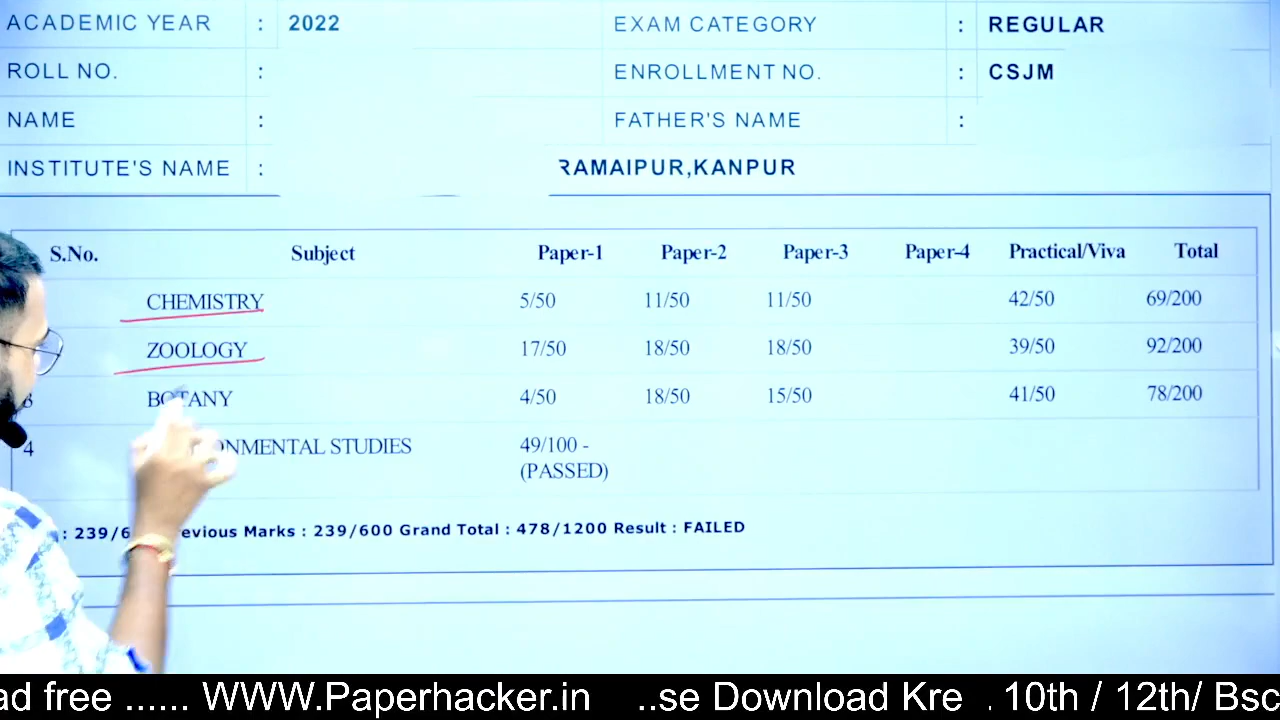 ACADEMIC YEAR : 2022 EXAM CATEGORY : REGULAR
ROLL NO. : ENROLLMENT NO. : CSJM
NAME : FATHER'S NAME :
INSTITUTE'S NAME : RAMAIPUR,KANPUR
S.No. Subject Paper-1 Paper-2 Paper-3 Paper-4 Practical/Viva Total
CHEMISTRY 5/50 11/50 11/50 42/50 69/200
ZOOLOGY 17/50 18/50 18/50 39/50 92/200
BOTANY 4/50 18/50 15/50 41/50 78/200
4 ONMENTAL STUDIES 49/100 -
(PASSED)
: 239/6 evious Marks : 239/600 Grand Total : 478/1200 Result : FAILED
ad free ...... WWW.Paperhacker.in ..se Download Kre . 10th / 12th/ Bsc